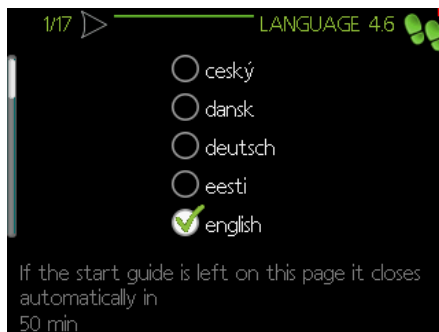 1/17 LANGUAGE 4.6
ceský
dansk
deutsch
eesti
english
If the start guide is left on this page it closes
automatically in
50 min